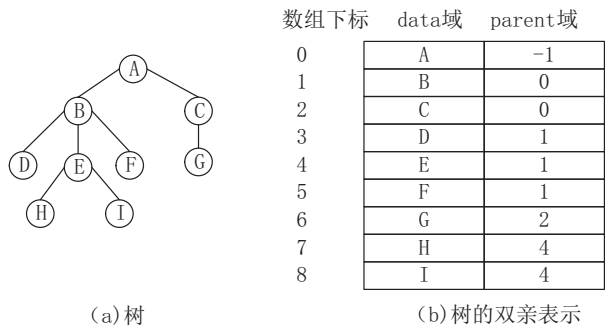 数组下标 data域 parent域
0 A -1
1 B 0
2 C 0
3 D 1
4 E 1
5 F 1
6 G 2
7 H 4
8 I 4
A
B C
D E F G
H I
(a)树
(b)树的双亲表示